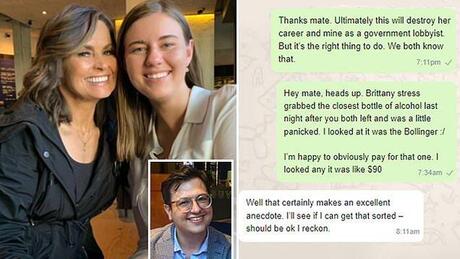 Thanks mate. Ultimately this will destroy her
career and mine as a government lobbyist.
But it's the right thing to do. We both know
that.
7:11pm
Hey mate, heads up. Brittany stress
grabbed the closest bottle of alcohol last
night after you both left and was a little
panicked. I looked at it was the Bollinger :/
I'm happy to obviously pay for that one. I
looked any it was like $90
7:34am
Well that certainly makes an excellent
anecdote. I'll see if I can get that sorted –
should be ok I reckon.
8:11am